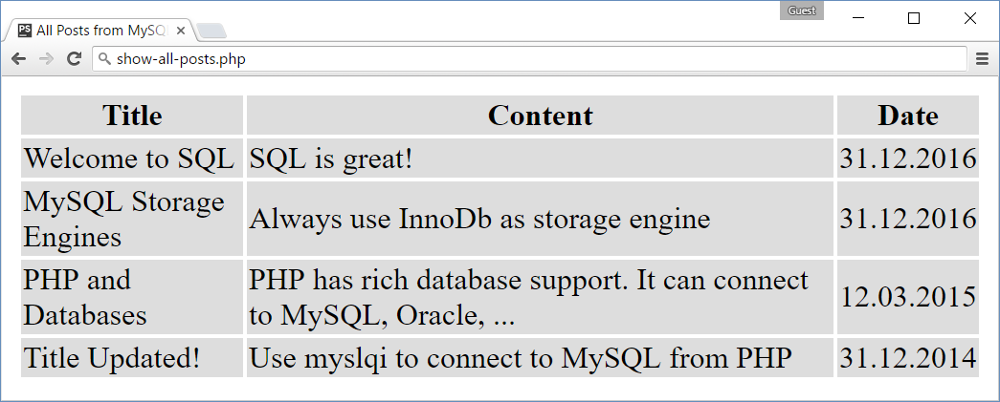 Guest
PS All Posts from MySQ
show-all-posts.php
Title Content Date
Welcome to SQL SQL is great! 31.12.2016
MySQL Storage
Engines
Always use InnoDb as storage engine 31.12.2016
PHP and
Databases
PHP has rich database support. It can connect
to MySQL, Oracle, ...
12.03.2015
Title Updated! Use myslqi to connect to MySQL from PHP 31.12.2014